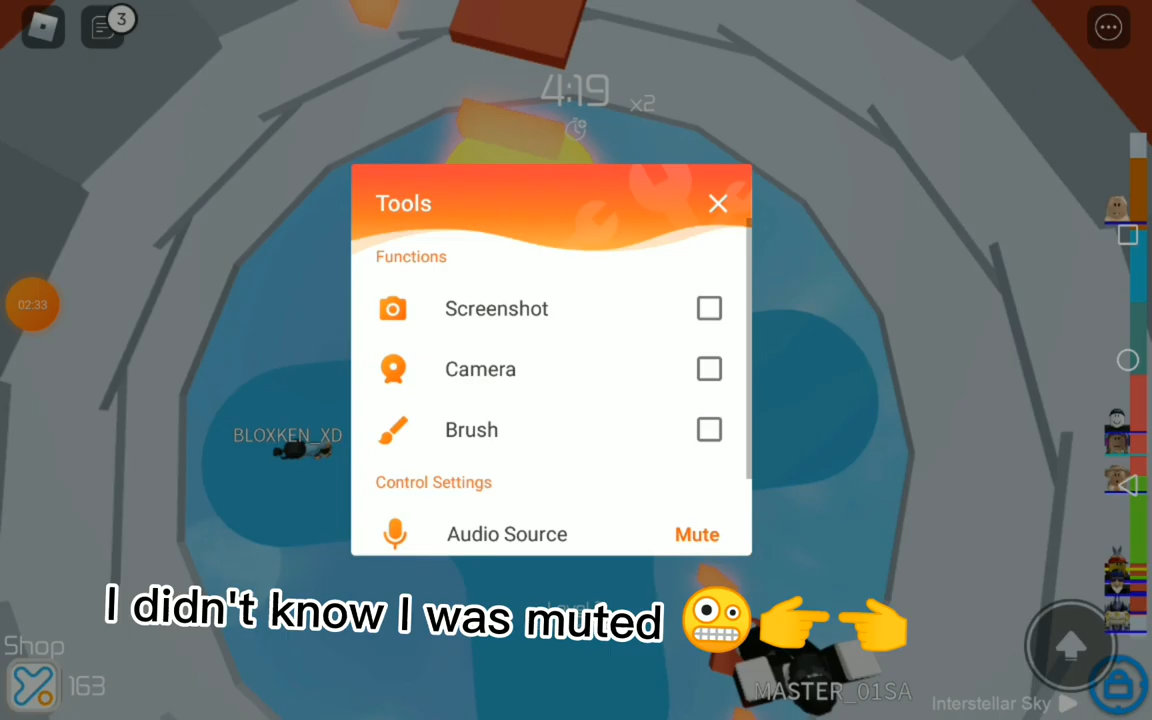 3
4:19
x2
Tools
Functions
Screenshot
Camera
Brush
Control Settings
Audio Source Mute
02:33
BLOXKEN_XD
I didn't know I was muted
Shop
163
MASTER_01SA
Interstellar Sky